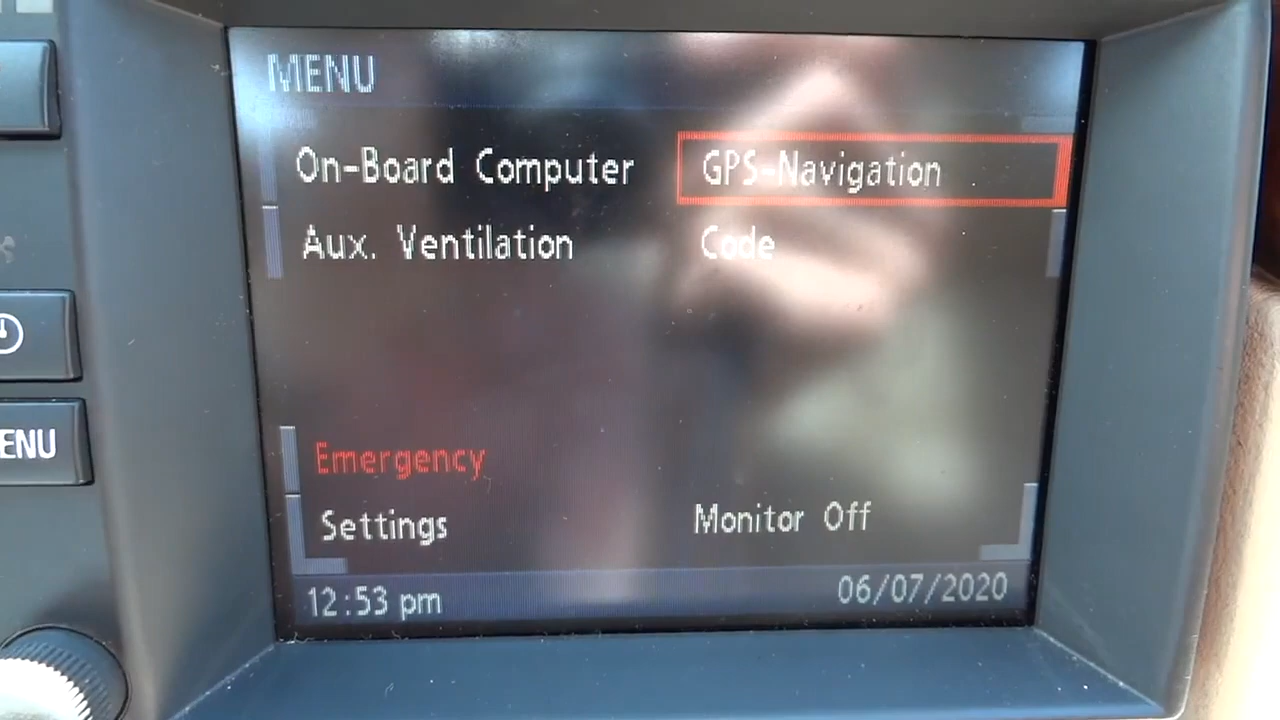 MENU
On-Board Computer GPS-Navigation
Aux. Ventilation Code
ENU
Emergency
Settings Monitor Off
12:53 pm 06/07/2020